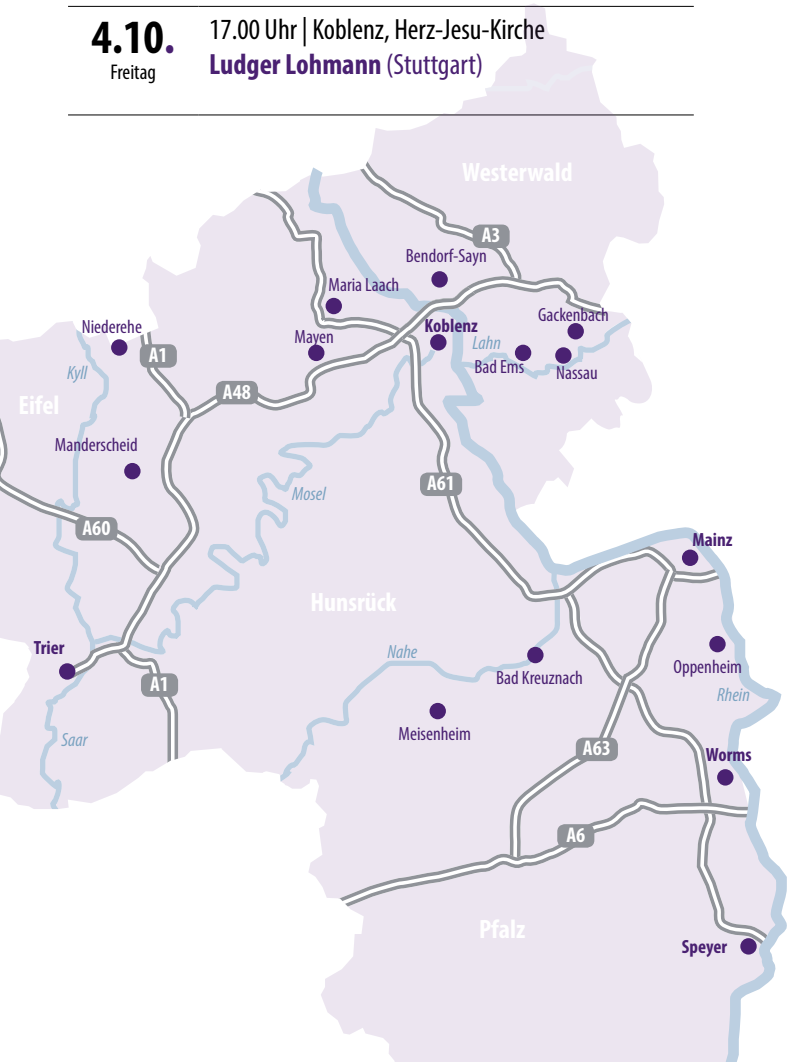 4.10.
Freitag
17.00 Uhr | Koblenz, Herz-Jesu-Kirche
Ludger Lohmann (Stuttgart)
Westerwald
A3
Bendorf-Sayn
Maria Laach
Gackenbach
Niederehe
Koblenz
Mayen
Lahn
A1
Bad Ems
Nassau
Kyll
A48
Eifel
Manderscheid
A61
Mosel
A60
Mainz
Hunsrück
Trier
Nahe
Oppenheim
Bad Kreuznach
A1
Rhein
Meisenheim
Saar
A63
Worms
A6
Pfalz
Speyer